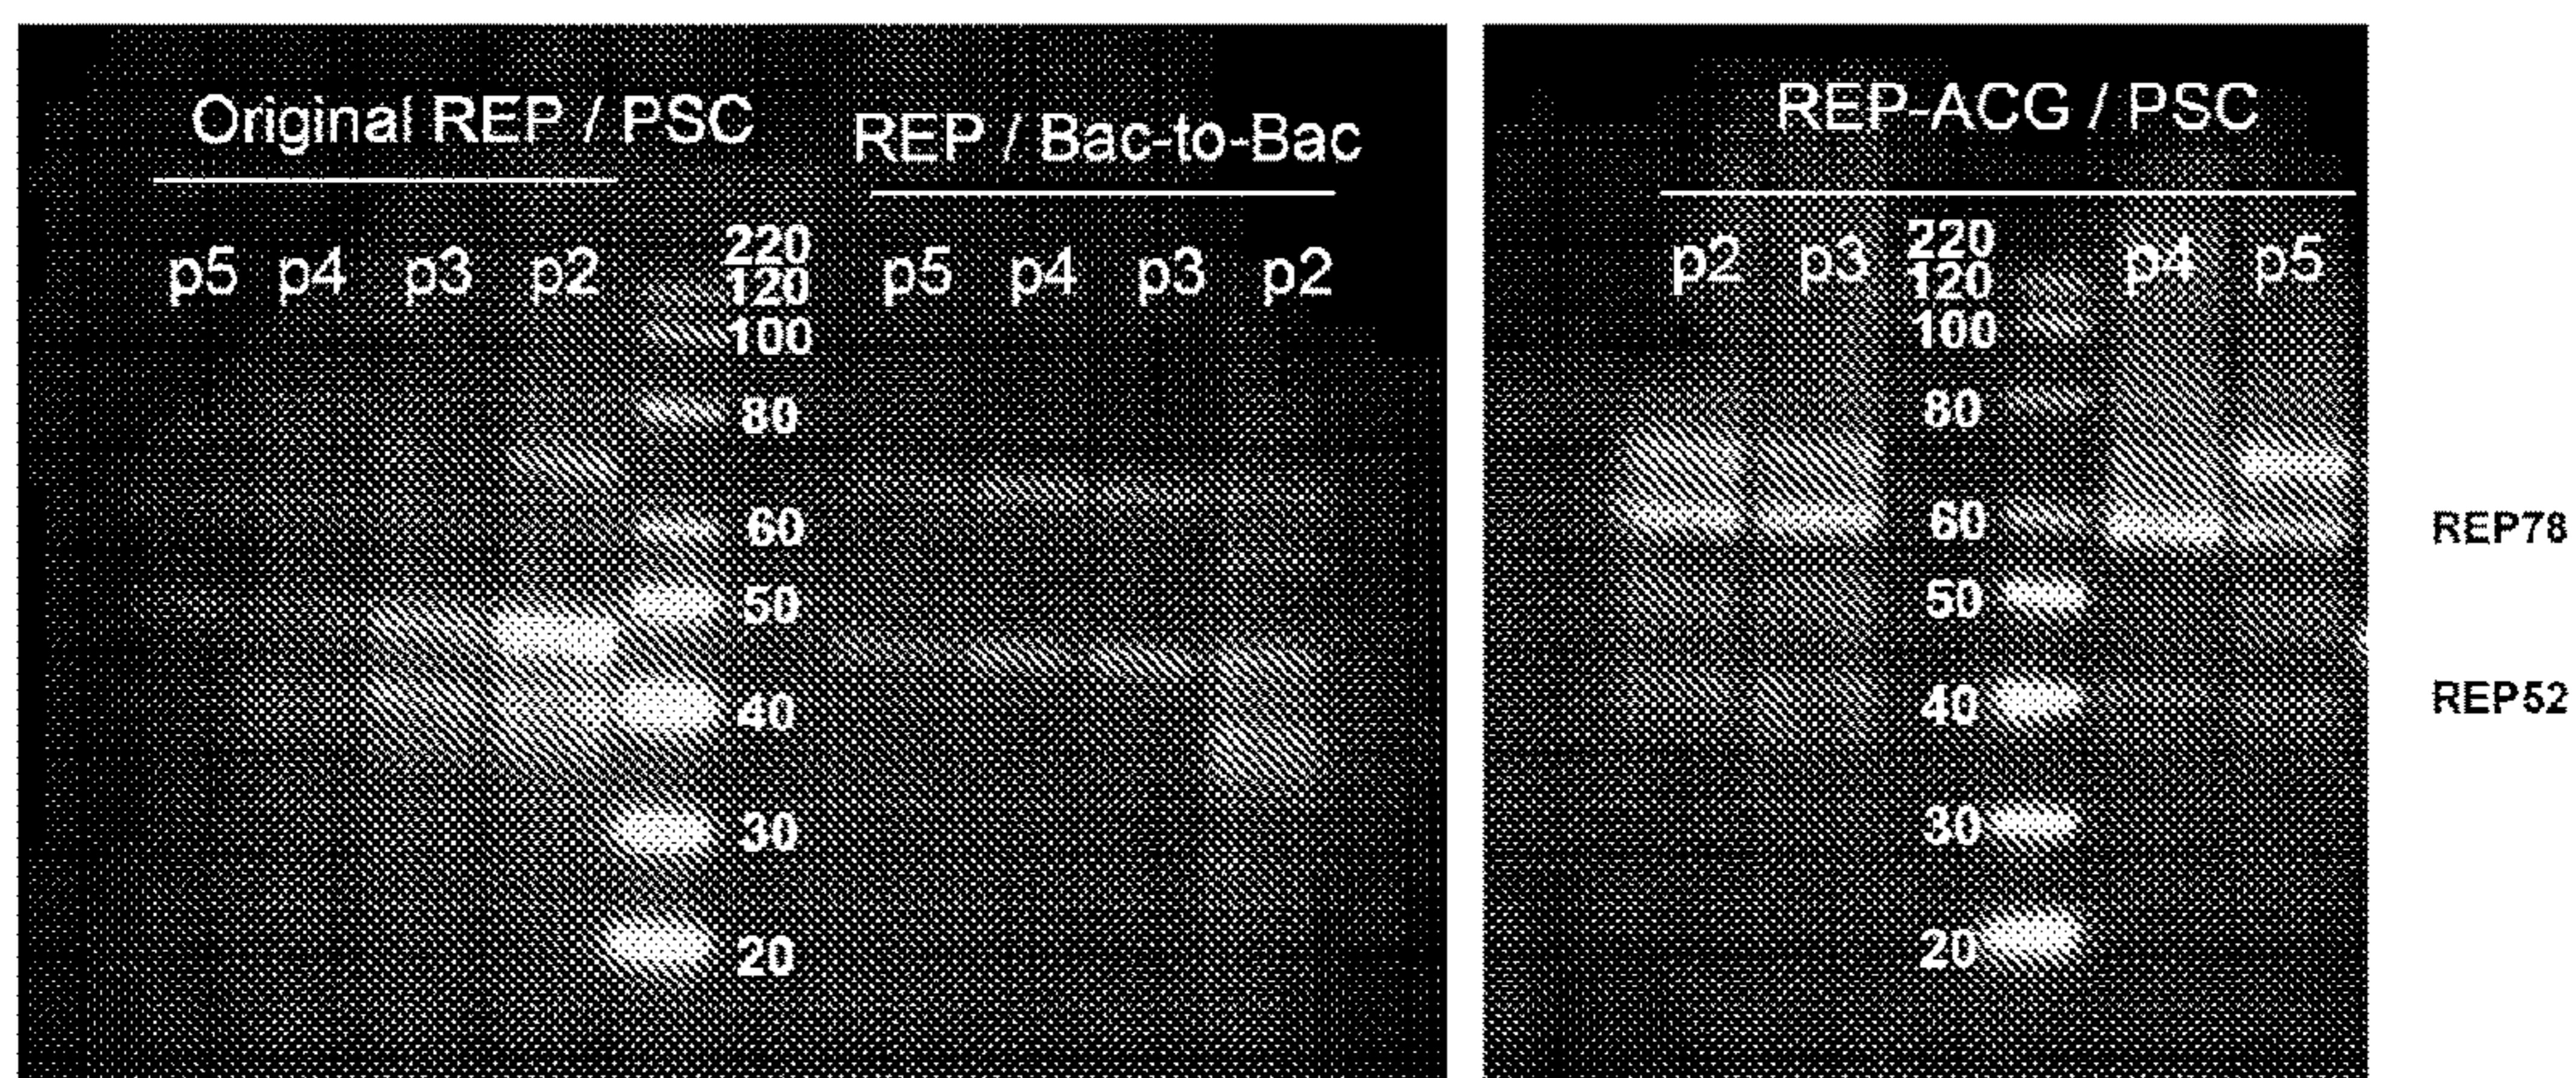 Original REP / PSC
REP / Bac-to-Bac
p5 p4 p3 p2
p5 p4 p3 p2
220
120
100
80
60
50
40
30
20
REP-ACG / PSC
p2 p3 p4 p5
220
120
100
80
60
50
40
30
20
REP78
REP52